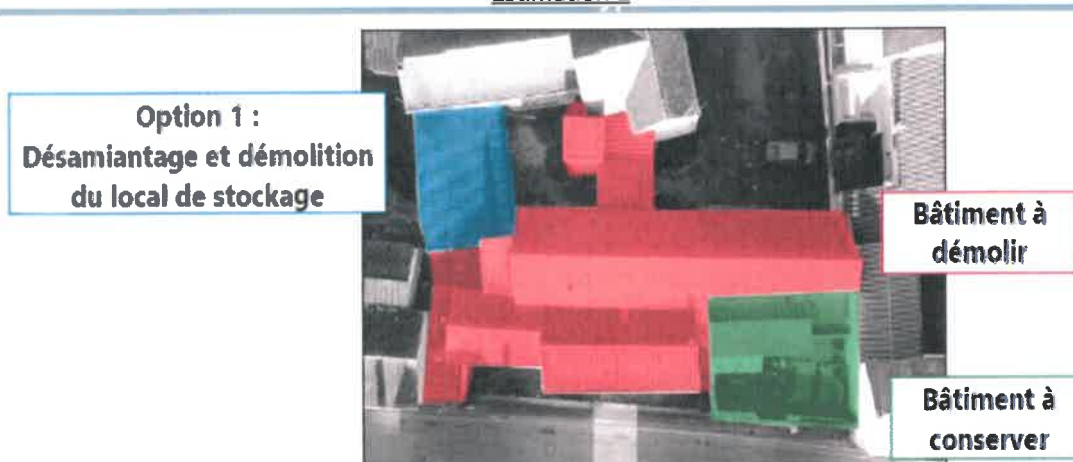 Option 1 :
Désamiantage et démolition
du local de stockage
Bâtiment à
démolir
Bâtiment à
conserver